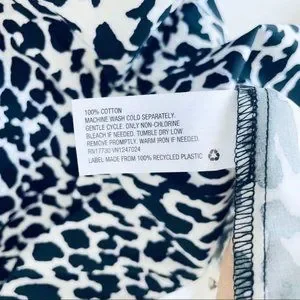 100% COTTON
MACHINE WASH COLD SEPARATELY.
GENTLE CYCLE. ONLY NON-CHLORINE
BLEACH IF NEEDED. TUMBLE DRY LOW
REMOVE PROMPTLY. WARM IRON IF NEEDED.
RN17730 VN1247024
LABEL MADE FROM 100% RECYCLED PLASTIC